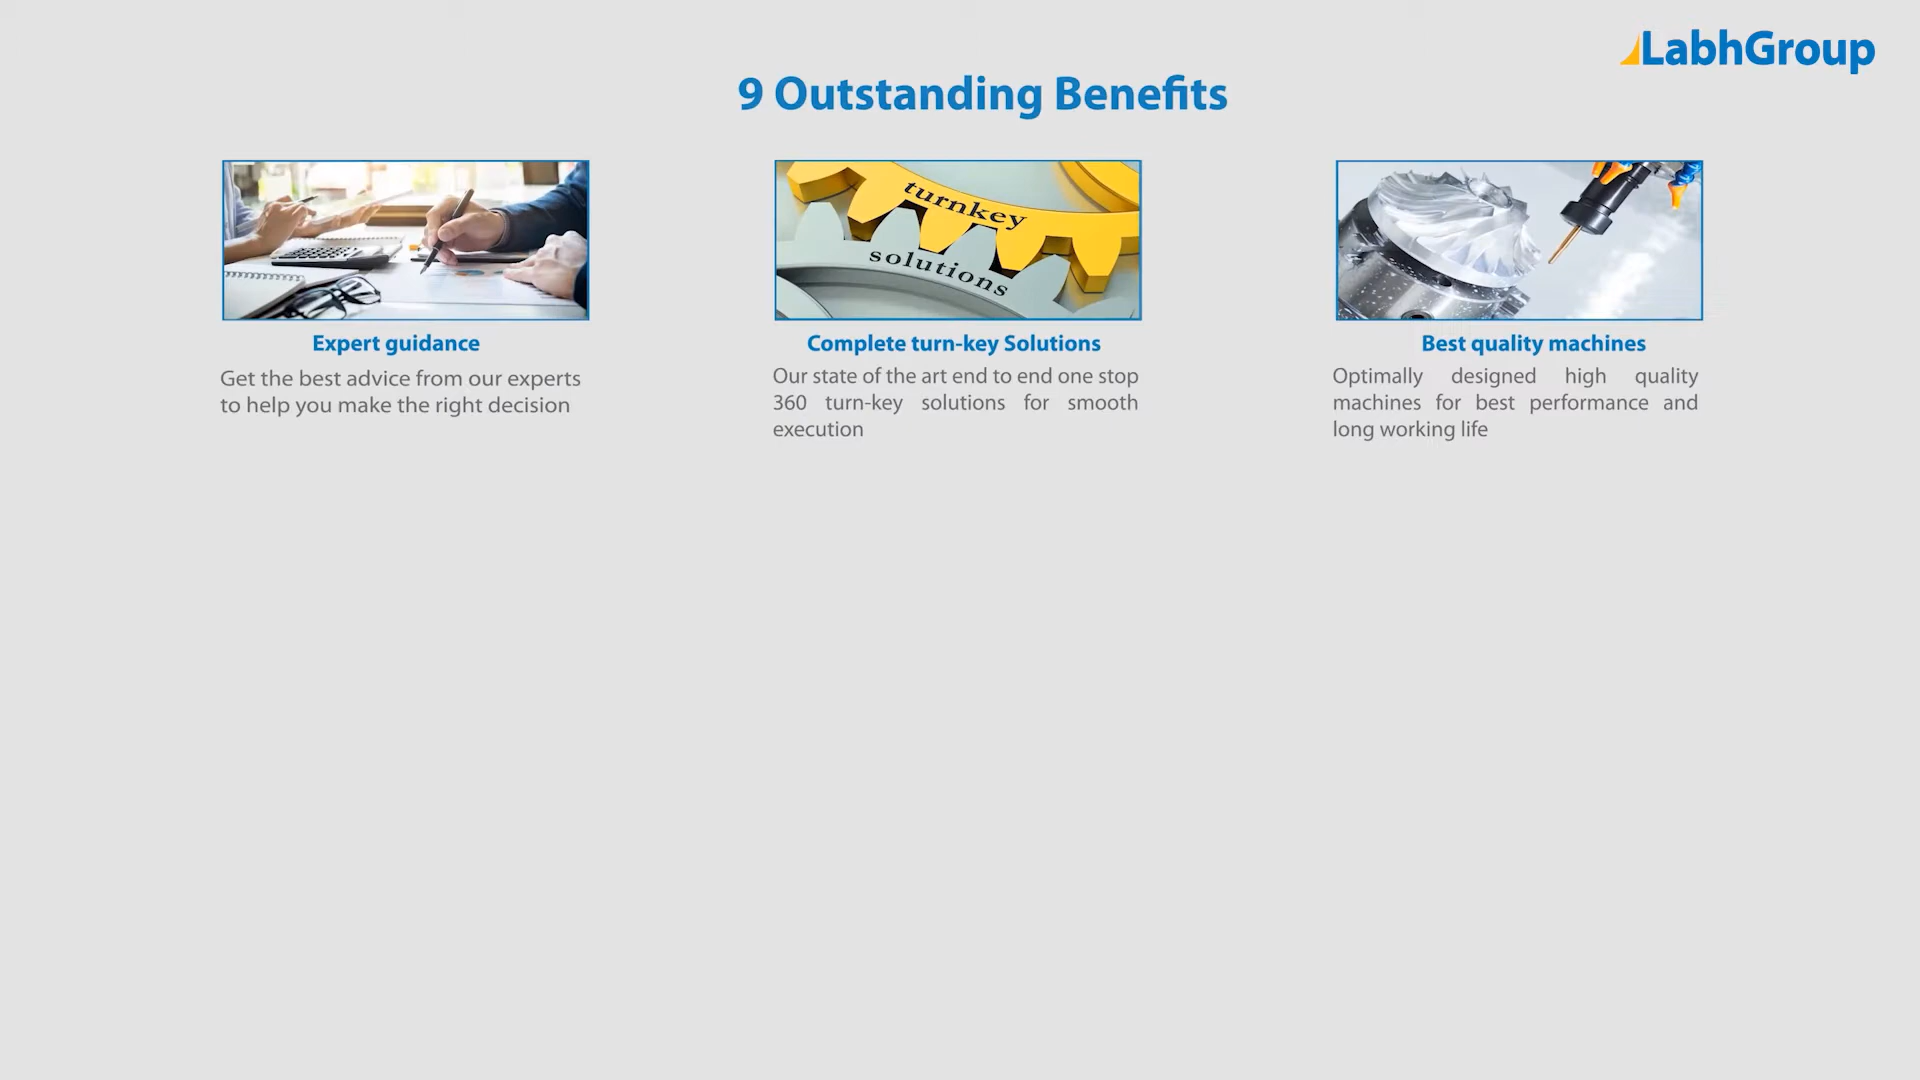 LabhGroup
9 Outstanding Benefits
turnkey
solutions
Expert guidance
Get the best advice from our experts
to help you make the right decision
Complete turn-key Solutions
Our state of the art end to end one stop
360 turn-key solutions for smooth
execution
Best quality machines
Optimally designed high quality
machines for best performance and
long working life